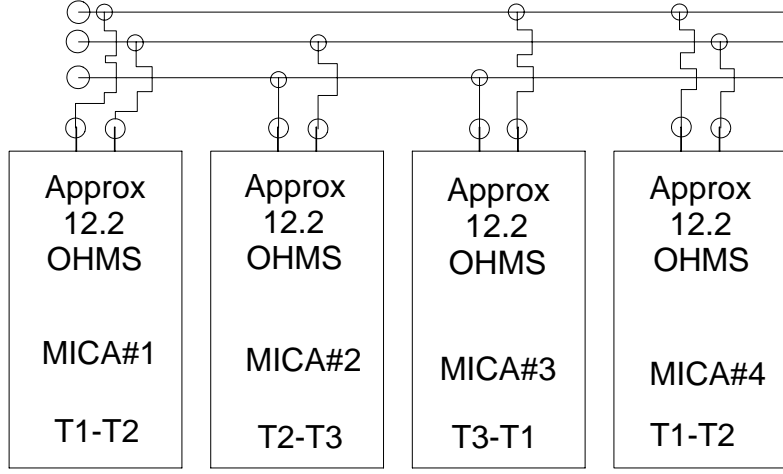 Approx
12.2
OHMS
MICA#1
T1-T2
Approx
12.2
OHMS
MICA#2
T2-T3
Approx
12.2
OHMS
MICA#3
T3-T1
Approx
12.2
OHMS
MICA#4
T1-T2